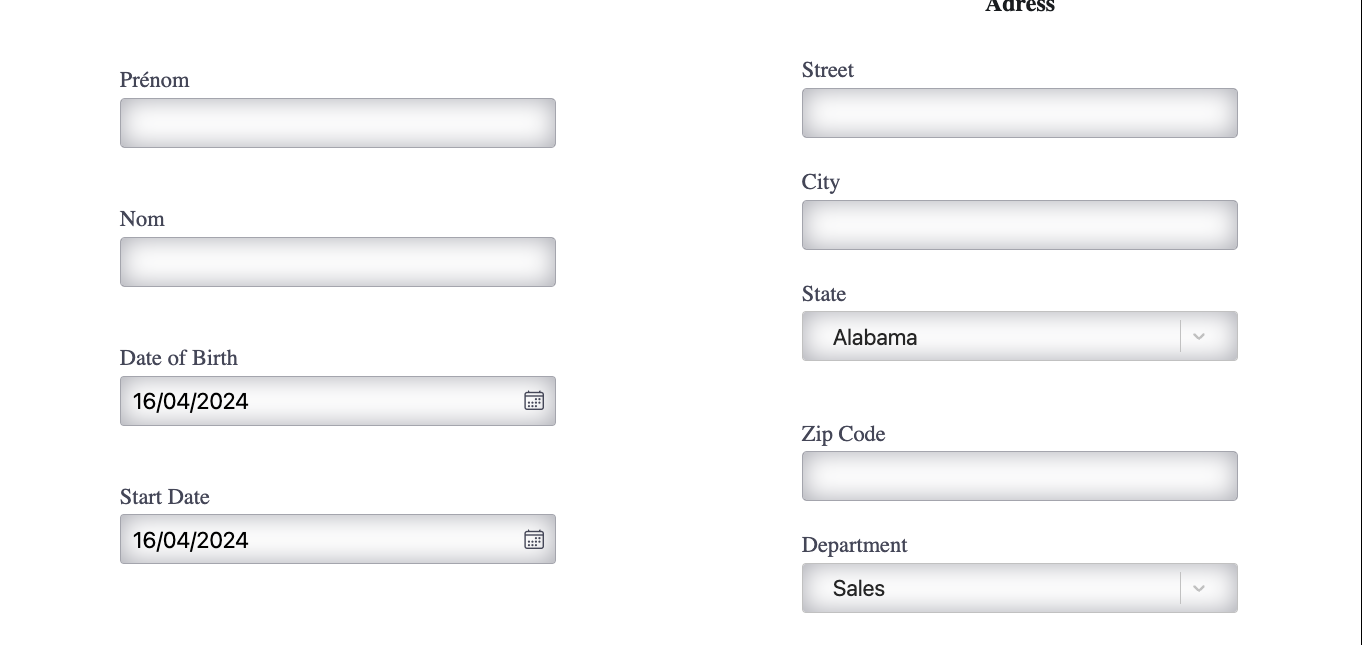 Adress
Prénom
Nom
Date of Birth
16/04/2024
Start Date
16/04/2024
Street
City
State
Alabama
Zip Code
Department
Sales